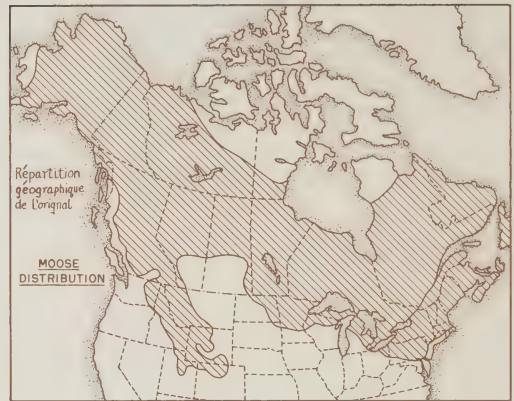 Répartition
géographique
de l'orignal
MOOSE
DISTRIBUTION